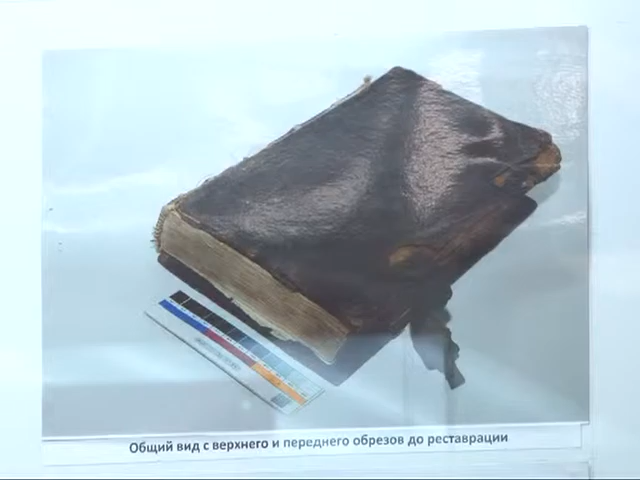 Общий вид с верхнего и переднего обрезов до реставрации